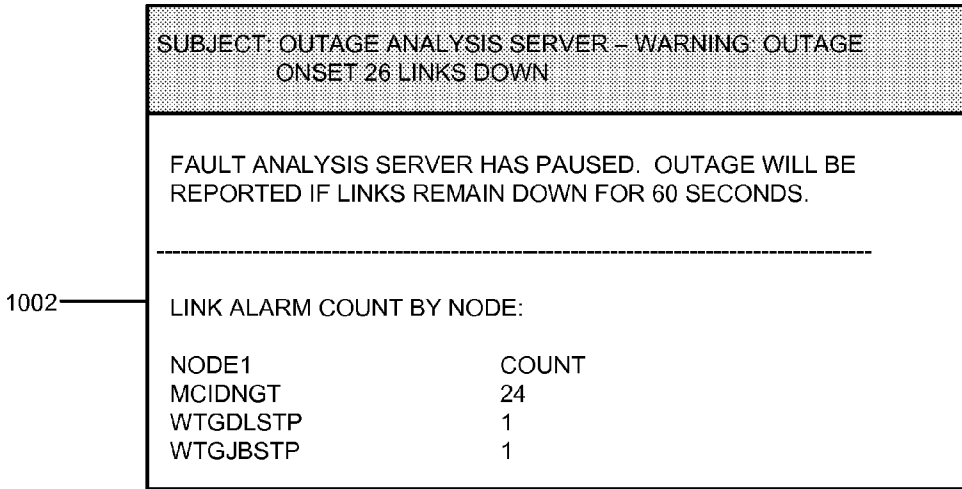 SUBJECT: OUTAGE ANALYSIS SERVER – WARNING: OUTAGE
ONSET 26 LINKS DOWN
FAULT ANALYSIS SERVER HAS PAUSED. OUTAGE WILL BE
REPORTED IF LINKS REMAIN DOWN FOR 60 SECONDS.
--------------------------------------------------------------------------------
1002
LINK ALARM COUNT BY NODE:
NODE1 COUNT
MCIDNGT 24
WTGDLSTP 1
WTGJBSTP 1